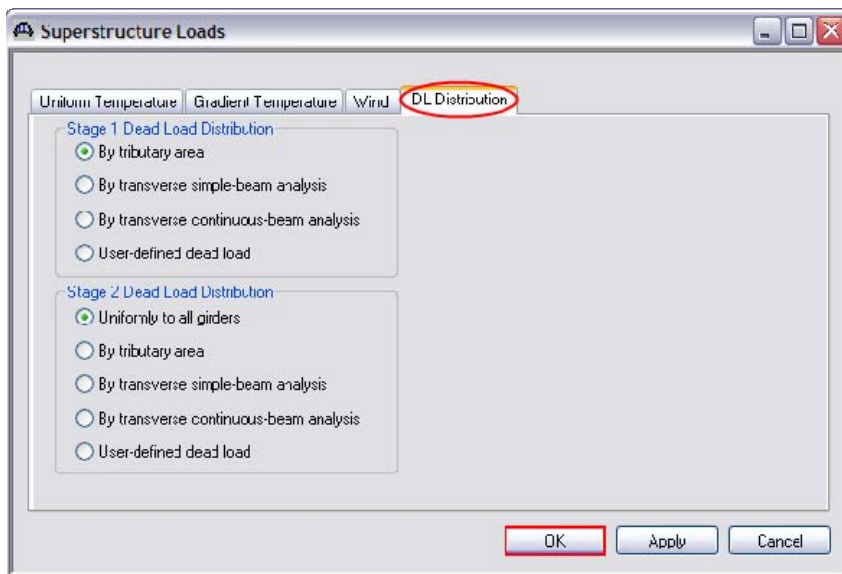 Superstructure Loads
Uniform Temperature Gradient Temperature Wind DL Distribution
Stage 1 Dead Load Distribution
By tributary area
By transverse simple-beam analysis
By transverse continuous-beam analysis
User-defined dead load
Stage 2 Dead Load Distribution
Uniformly to all girders
By tributary area
By transverse simple-beam analysis
By transverse continuous-beam analysis
User-defined dead load
OK Apply Cancel